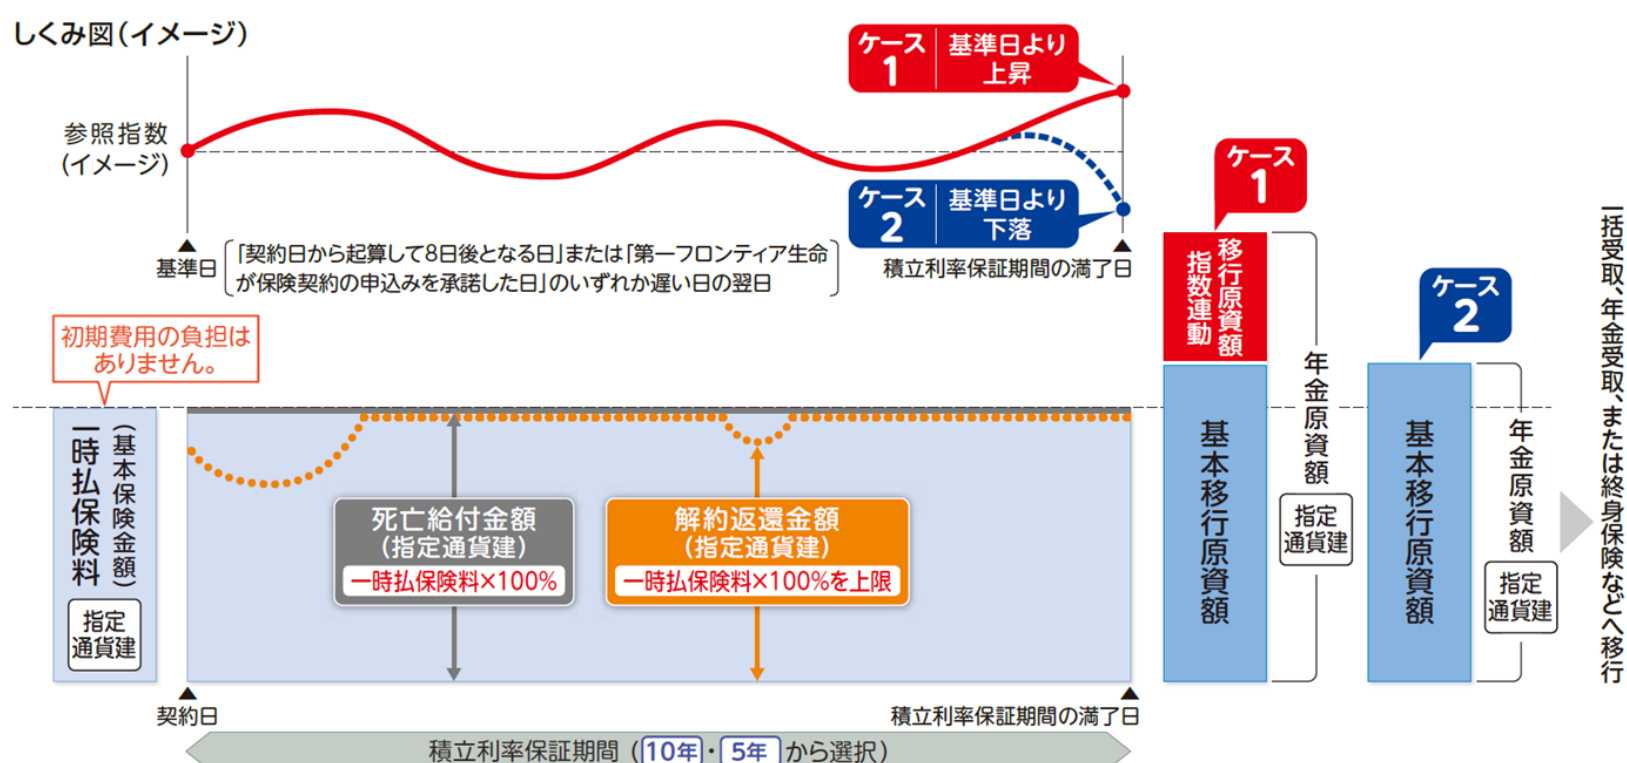 しくみ図(イメージ)
ケース
1
基準日より
上昇
参照指数
(イメージ)
ケース
2
基準日より
下落
基準日
「契約日から起算して8日後となる日」または「第一フロンティア生命
が保険契約の申込みを承諾した日」のいずれか遅い日の翌日
積立利率保証期間の満了日
初期費用の負担は
ありません。
一時払保険料
(基本保険金額)
指定
通貨建
死亡給付金額
(指定通貨建)
一時払保険料×100%
解約返還金額
(指定通貨建)
一時払保険料×100%を上限
契約日
積立利率保証期間の満了日
積立利率保証期間 (10年・5年から選択)
ケース
1
指数連動
移行原資額
基本移行原資額
年金原資額
指定
通貨建
ケース
2
基本移行原資額
年金原資額
指定
通貨建
一括受取、年金受取、または終身保険などへ移行